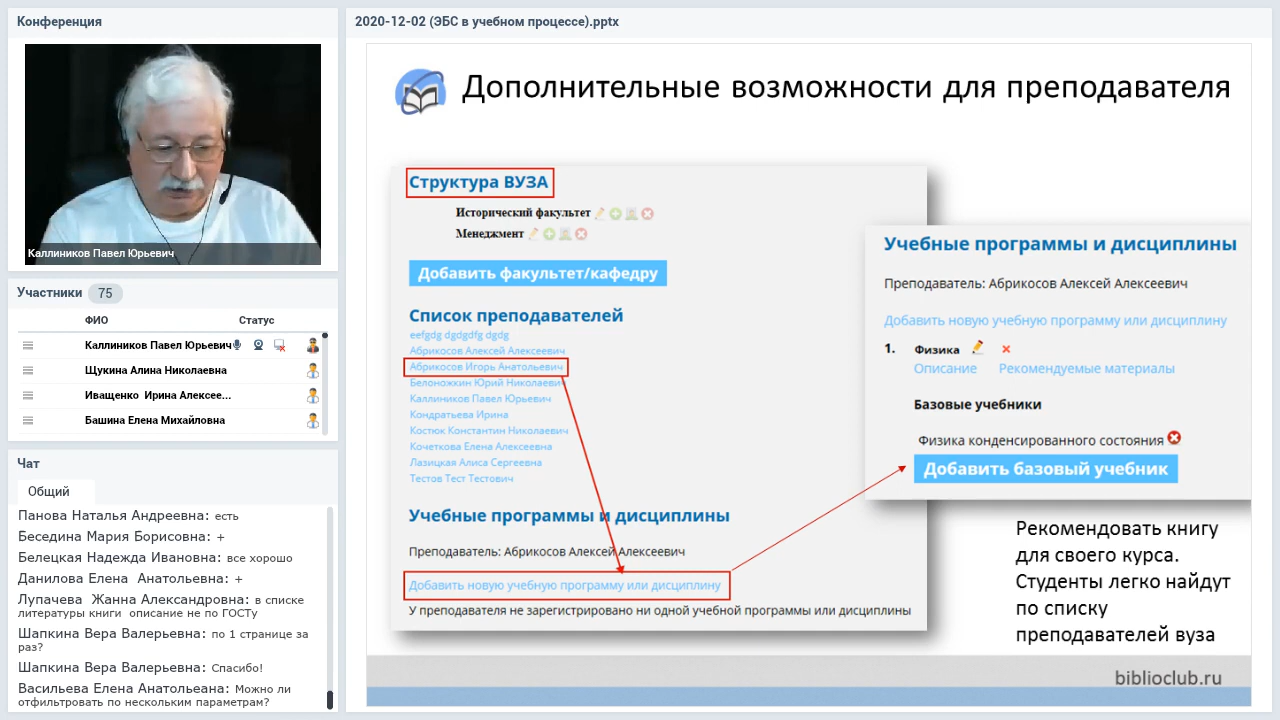 Конференция
Каллиников Павел Юрьевич
Участники 75
ФИО Статус
Каллиников Павел Юрьевич
Щукина Алина Николаевна
Иващенко Ирина Алексее...
Башина Елена Михайловна
Чат
Общий
Панова Наталья Андреевна: есть
Беседина Мария Борисовна: +
Белецкая Надежда Ивановна: все хорошо
Данилова Елена Анатольевна: +
Лупачева Жанна Александровна: в списке
литературы книги описание не по ГОСТу
Шапкина Вера Валерьевна: по 1 странице за
раз?
Шапкина Вера Валерьевна: Спасибо!
Васильева Елена Анатольеана: Можно ли
отфильтровать по нескольким параметрам?
2020-12-02 (ЭБС в учебном процессе).pptx
Дополнительные возможности для преподавателя
Структура ВУЗА
Исторический факультет
Менеджмент
Добавить факультет/кафедру
Список преподавателей
eefgdg dgdgdfg dgdg
Абрикосов Алексей Алексеевич
Абрикосов Игорь Анатольевич
Белоножкин Юрий Николаевич
Каллиников Павел Юрьевич
Кондратьева Ирина
Костюк Константин Николаевич
Кочеткова Елена Алексеевна
Лазицкая Алиса Сергеевна
Тестов Тест Тестович
Учебные программы и дисциплины
Преподаватель: Абрикосов Алексей Алексеевич
Добавить новую учебную программу или дисциплину
У преподавателя не зарегистрировано ни одной учебной программы или дисциплины
Учебные программы и дисциплины
Преподаватель: Абрикосов Алексей Алексеевич
Добавить новую учебную программу или дисциплину
1. Физика
Описание Рекомендуемые материалы
Базовые учебники
Физика конденсированного состояния
Добавить базовый учебник
Рекомендовать книгу
для своего курса.
Студенты легко найдут
по списку
преподавателей вуза
biblioclub.ru